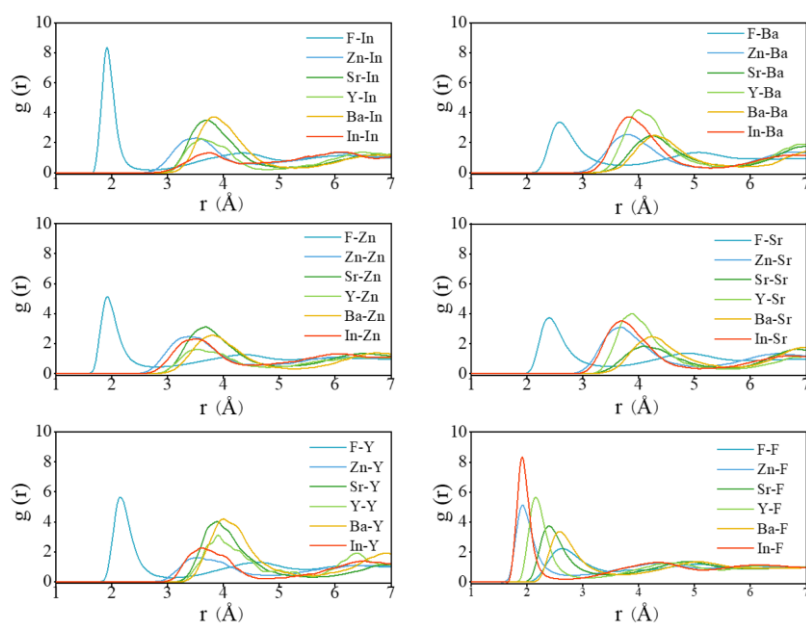 10
8
6
4
2
0
g (r)
F-In
Zn-In
Sr-In
Y-In
Ba-In
In-In
1 2 3 4 5 6 7
r (Å)
10
8
6
4
2
0
g (r)
F-Ba
Zn-Ba
Sr-Ba
Y-Ba
Ba-Ba
In-Ba
1 2 3 4 5 6 7
r (Å)
10
8
6
4
2
0
g (r)
F-Zn
Zn-Zn
Sr-Zn
Y-Zn
Ba-Zn
In-Zn
1 2 3 4 5 6 7
r (Å)
10
8
6
4
2
0
g (r)
F-Sr
Zn-Sr
Sr-Sr
Y-Sr
Ba-Sr
In-Sr
1 2 3 4 5 6 7
r (Å)
10
8
6
4
2
0
g (r)
F-Y
Zn-Y
Sr-Y
Y-Y
Ba-Y
In-Y
1 2 3 4 5 6 7
r (Å)
10
8
6
4
2
0
g (r)
F-F
Zn-F
Sr-F
Y-F
Ba-F
In-F
1 2 3 4 5 6 7
r (Å)